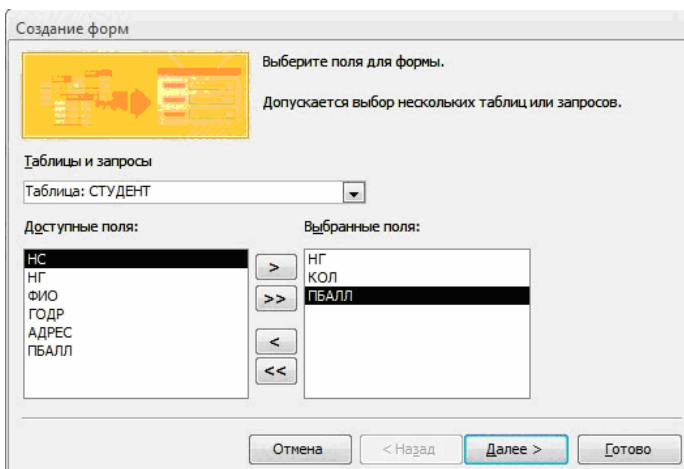 Создание форм
Выберите поля для формы.
Допускается выбор нескольких таблиц или запросов.
Таблицы и запросы
Таблица: СТУДЕНТ
Доступные поля:
Выбранные поля:
НС
НГ
ФИО
ГОДР
АДРЕС
ПБАЛЛ
>
>>
<
<<
НГ
КОЛ
ПБАЛЛ
Отмена
< Назад
Далее >
Готово